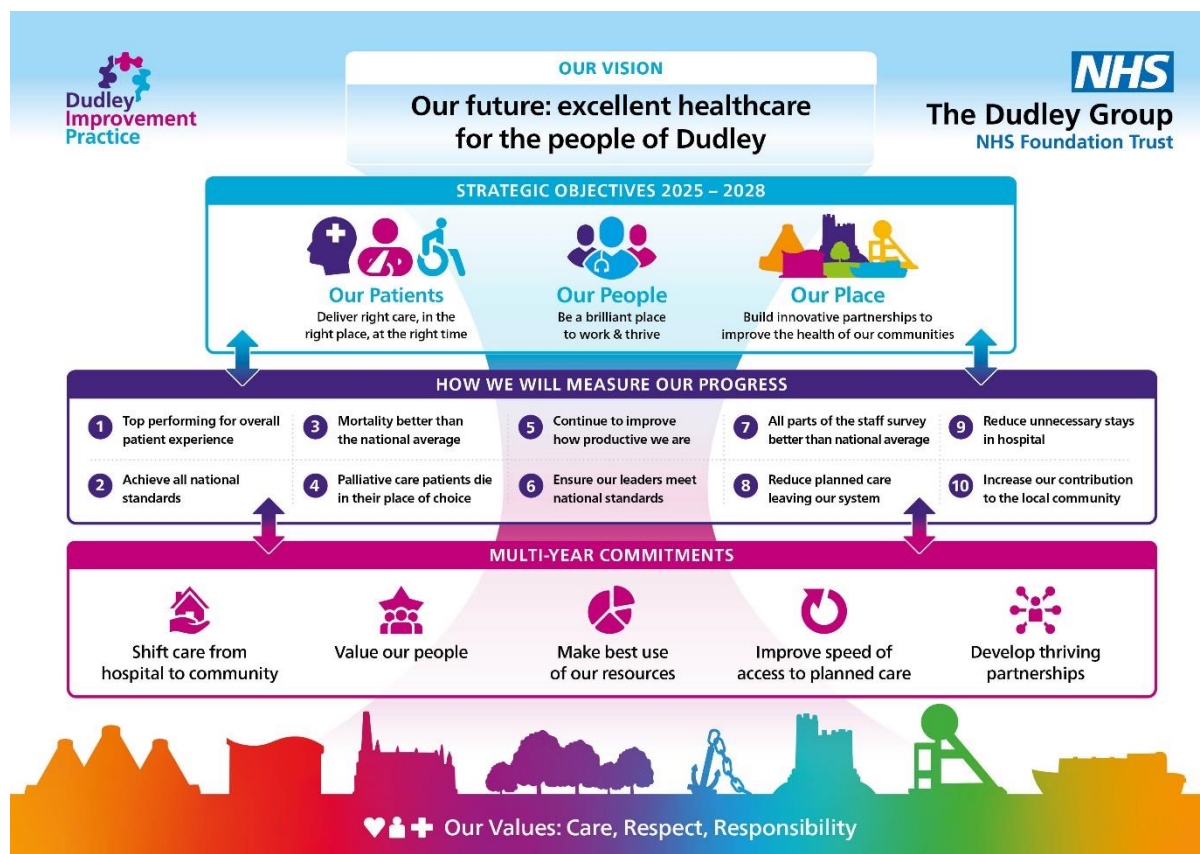 Dudley
Improvement
Practice
OUR VISION
Our future: excellent healthcare
for the people of Dudley
NHS
The Dudley Group
NHS Foundation Trust
STRATEGIC OBJECTIVES 2025 – 2028
Our Patients
Deliver right care, in the
right place, at the right time
Our People
Be a brilliant place
to work & thrive
Our Place
Build innovative partnerships to
improve the health of our communities
HOW WE WILL MEASURE OUR PROGRESS
1 Top performing for overall
patient experience
2 Achieve all national
standards
3 Mortality better than
the national average
4 Palliative care patients die
in their place of choice
5 Continue to improve
how productive we are
6 Ensure our leaders meet
national standards
7 All parts of the staff survey
better than national average
8 Reduce planned care
leaving our system
9 Reduce unnecessary stays
in hospital
10 Increase our contribution
to the local community
MULTI-YEAR COMMITMENTS
Shift care from
hospital to community
Value our people
Make best use
of our resources
Improve speed of
access to planned care
Develop thriving
partnerships
Our Values: Care, Respect, Responsibility